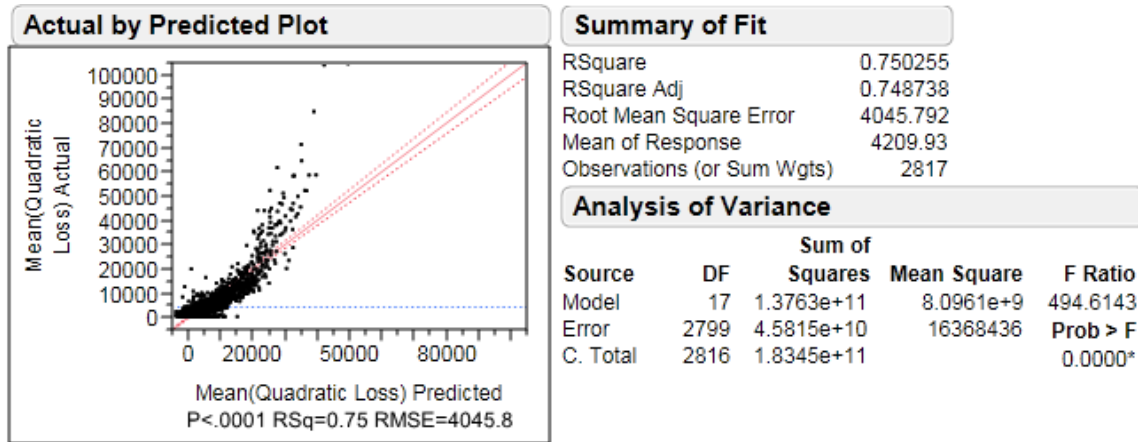 Actual by Predicted Plot
Mean(Quadratic
Loss) Actual
100000
90000
80000
70000
60000
50000
40000
30000
20000
10000
0
0 20000 50000 80000
Mean(Quadratic Loss) Predicted
P<.0001 RSq=0.75 RMSE=4045.8
Summary of Fit
RSquare 0.750255
RSquare Adj 0.748738
Root Mean Square Error 4045.792
Mean of Response 4209.93
Observations (or Sum Wgts) 2817
Analysis of Variance
Sum of
Source DF Squares Mean Square F Ratio
Model 17 1.3763e+11 8.0961e+9 494.6143
Error 2799 4.5815e+10 16368436 Prob > F
C. Total 2816 1.8345e+11 0.0000*